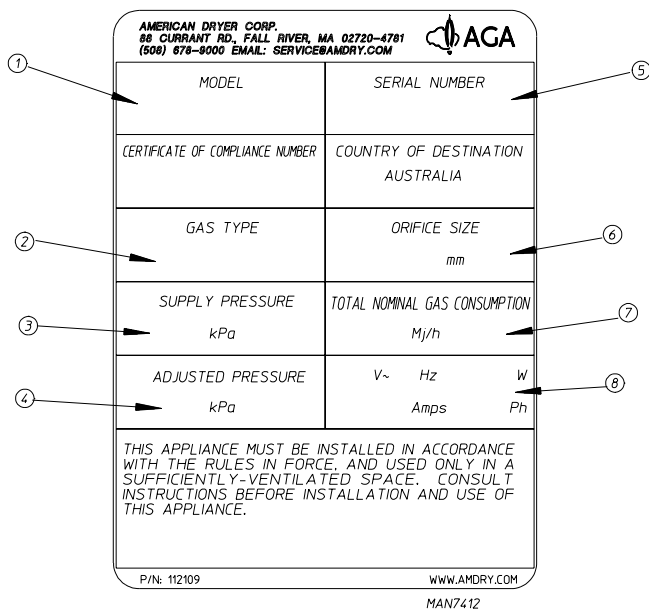 AMERICAN DRYER CORP.
88 CURRANT RD., FALL RIVER, MA 02720-4781
(508) 678-9000 EMAIL: SERVICE@AMDRY.COM
AGA
1
MODEL
SERIAL NUMBER
5
CERTIFICATE OF COMPLIANCE NUMBER
COUNTRY OF DESTINATION
AUSTRALIA
2
GAS TYPE
ORIFICE SIZE
mm
6
3
SUPPLY PRESSURE
kPa
TOTAL NOMINAL GAS CONSUMPTION
Mj/h
7
4
ADJUSTED PRESSURE
kPa
V~ Hz W
Amps Ph
8
THIS APPLIANCE MUST BE INSTALLED IN ACCORDANCE
WITH THE RULES IN FORCE, AND USED ONLY IN A
SUFFICIENTLY-VENTILATED SPACE. CONSULT
INSTRUCTIONS BEFORE INSTALLATION AND USE OF
THIS APPLIANCE.
P/N: 112109
WWW.AMDRY.COM
MAN7412